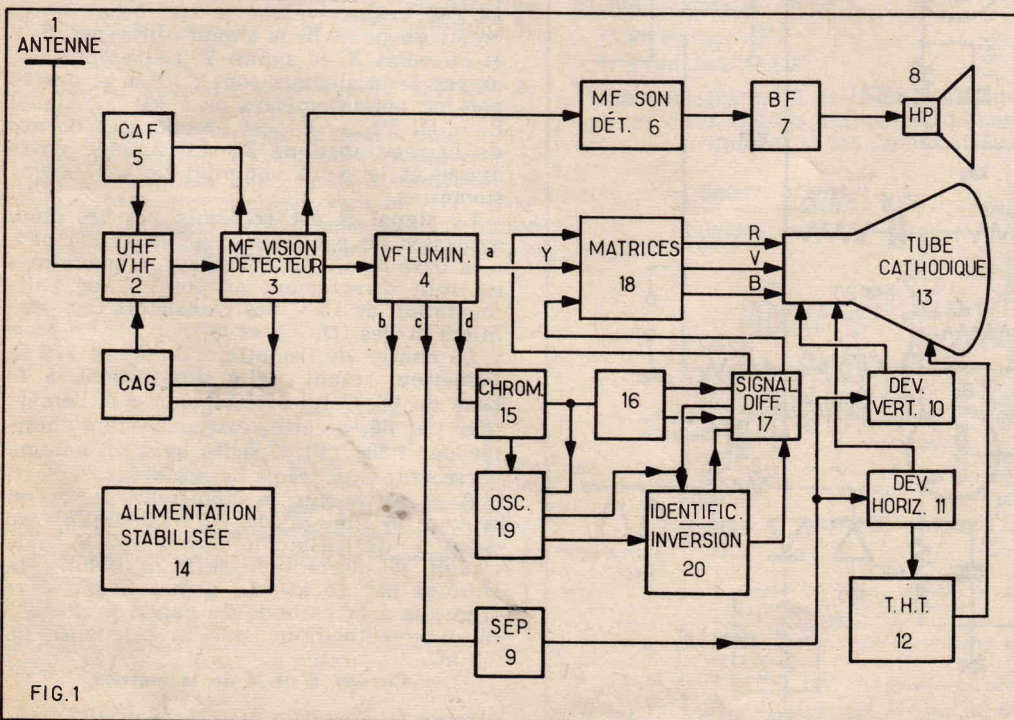 1
ANTENNE
CAF
5
UHF
VHF
2
CAG
MF VISION
DÉTECTEUR
3
MF SON
DÉT. 6
BF
7
8
HP
VF LUMIN.
4
a
Y
b
c
d
MATRICES
18
R
V
B
TUBE
CATHODIQUE
13
CHROM.
15
16
SIGNAL
DIFF.
17
DEV.
VERT. 10
OSC.
19
IDENTIFIC.
INVERSION
20
DEV.
HORIZ. 11
ALIMENTATION
STABILISÉE
14
SEP.
9
T.H.T.
12
FIG.1